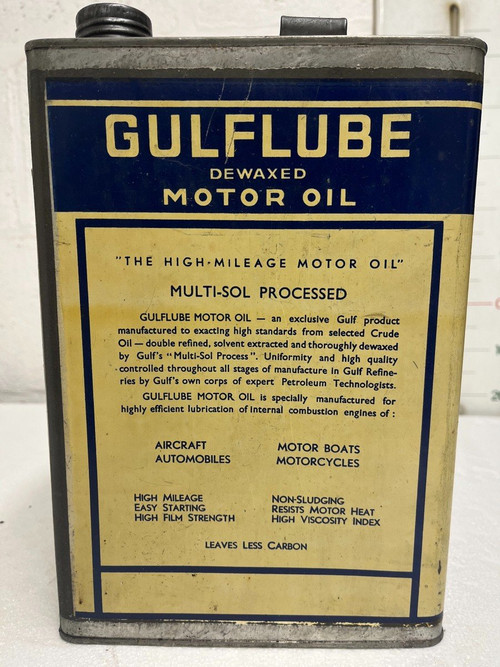 GULFLUBE
DEWAXED
MOTOR OIL
"THE HIGH-MILEAGE MOTOR OIL"
MULTI-SOL PROCESSED
GULFLUBE MOTOR OIL — an exclusive Gulf product
manufactured to exacting high standards from selected Crude
Oil — double refined, solvent extracted and thoroughly dewaxed
by Gulf's "Multi-Sol Process". Uniformity and high quality
controlled throughout all stages of manufacture in Gulf Refine-
ries by Gulf's own corps of expert Petroleum Technologists.
GULFLUBE MOTOR OIL is specially manufactured for
highly efficient lubrication of internal combustion engines of :
AIRCRAFT MOTOR BOATS
AUTOMOBILES MOTORCYCLES
HIGH MILEAGE NON-SLUDGING
EASY STARTING RESISTS MOTOR HEAT
HIGH FILM STRENGTH HIGH VISCOSITY INDEX
LEAVES LESS CARBON